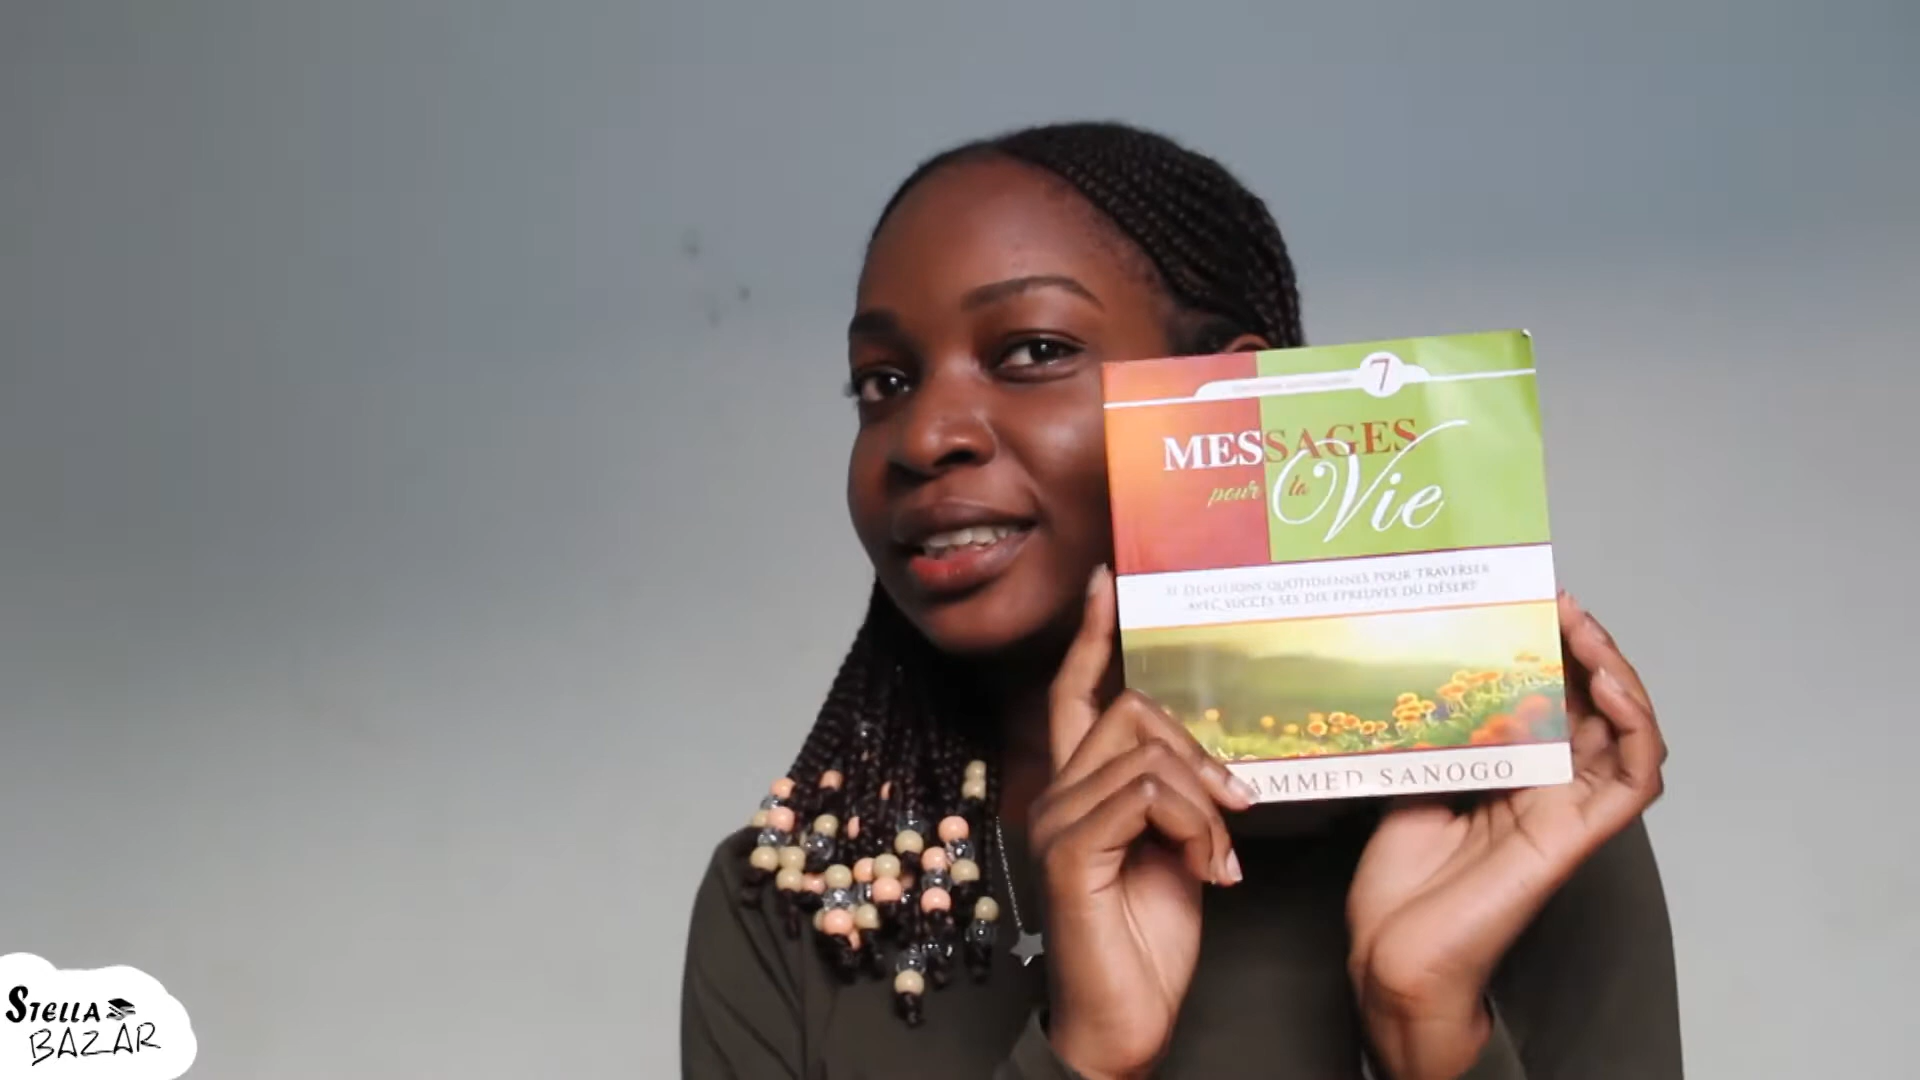 7
MESSAGES
pour la
Vie
31 DÉVOTIONS QUOTIDIENNES POUR TRAVERSER
AVEC SUCCÈS SES DIX ÉPREUVES DU DÉSERT
AMMED SANOGO
STELLA
BAZAR